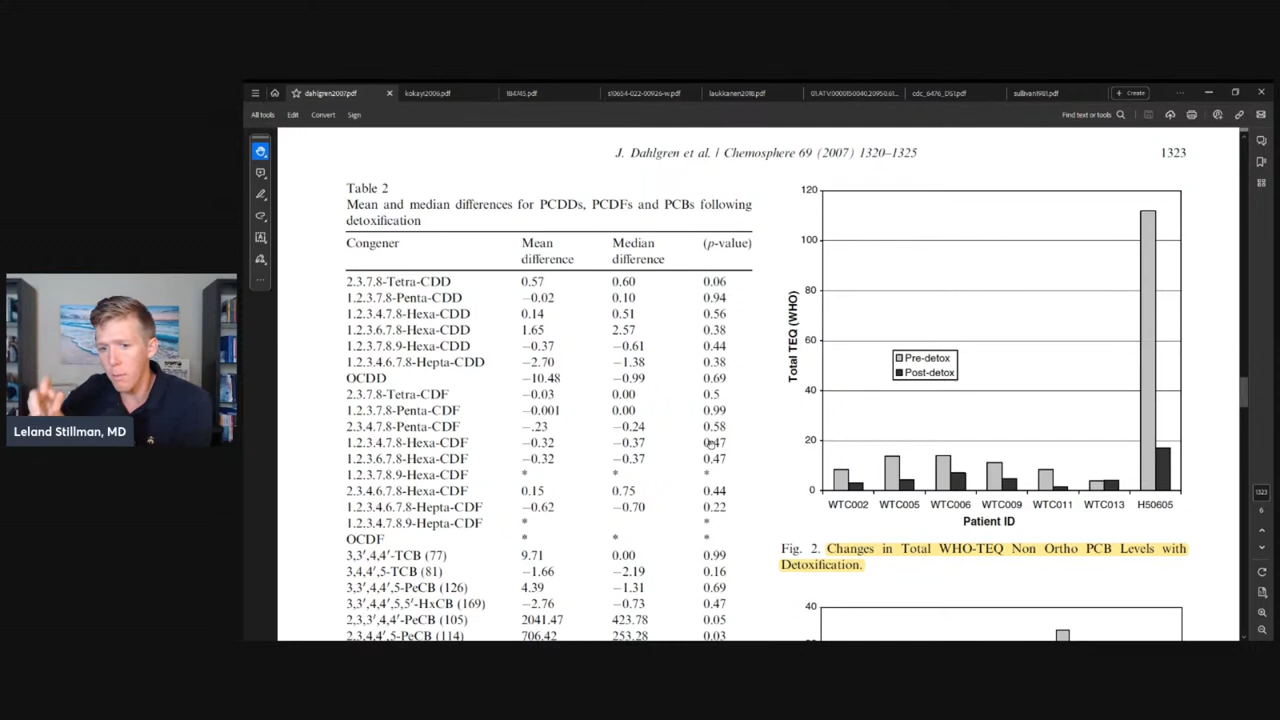 dahlgren2007.pdf
kokayi2006.pdf
184745.pdf
s10654-022-00926-w.pdf
laukkanen2018.pdf
cdc_6476_DS1.pdf
sullivan1981.pdf
Create
All tools
Edit
Convert
Sign
Find text or tools
J. Dahlgren et al. / Chemosphere 69 (2007) 1320–1325
1323
Table 2
Mean and median differences for PCDDs, PCDFs and PCBs following
detoxification
Congener Mean difference Median difference (p-value)
2.3.7.8-Tetra-CDD 0.57 0.60 0.06
1.2.3.7.8-Penta-CDD −0.02 0.10 0.94
1.2.3.4.7.8-Hexa-CDD 0.14 0.51 0.56
1.2.3.6.7.8-Hexa-CDD 1.65 2.57 0.38
1.2.3.7.8.9-Hexa-CDD −0.37 −0.61 0.44
1.2.3.4.6.7.8-Hepta-CDD −2.70 −1.38 0.38
OCDD −10.48 −0.99 0.69
2.3.7.8-Tetra-CDF −0.03 0.00 0.5
1.2.3.7.8-Penta-CDF −0.001 0.00 0.99
2.3.4.7.8-Penta-CDF −.23 −0.24 0.58
1.2.3.4.7.8-Hexa-CDF −0.32 −0.37 0.47
1.2.3.6.7.8-Hexa-CDF −0.32 −0.37 0.47
1.2.3.7.8.9-Hexa-CDF * * *
2.3.4.6.7.8-Hexa-CDF 0.15 0.75 0.44
1.2.3.4.6.7.8-Hepta-CDF −0.62 −0.70 0.22
1.2.3.4.7.8.9-Hepta-CDF * *
OCDF * * *
3,3′,4,4′-TCB (77) 9.71 0.00 0.99
3,4,4′,5-TCB (81) −1.66 −2.19 0.16
3,3′,4,4′,5-PeCB (126) 4.39 −1.31 0.69
3,3′,4,4′,5,5′-HxCB (169) −2.76 −0.73 0.47
2,3,3′,4,4′-PeCB (105) 2041.47 423.78 0.05
2,3,4,4′,5-PeCB (114) 706.42 253.28 0.03
120
100
80
60
40
20
0
Total TEQ (WHO)
Pre-detox
Post-detox
WTC002 WTC005 WTC006 WTC009 WTC011 WTC013 H50605
Patient ID
Fig. 2. Changes in Total WHO-TEQ Non Ortho PCB Levels with
Detoxification.
40
1323
6
Leland Stillman, MD